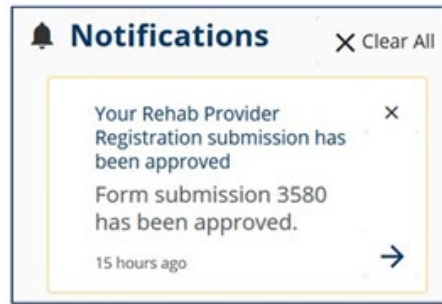 Notifications
Clear All
Your Rehab Provider
Registration submission has
been approved
Form submission 3580
has been approved.
15 hours ago